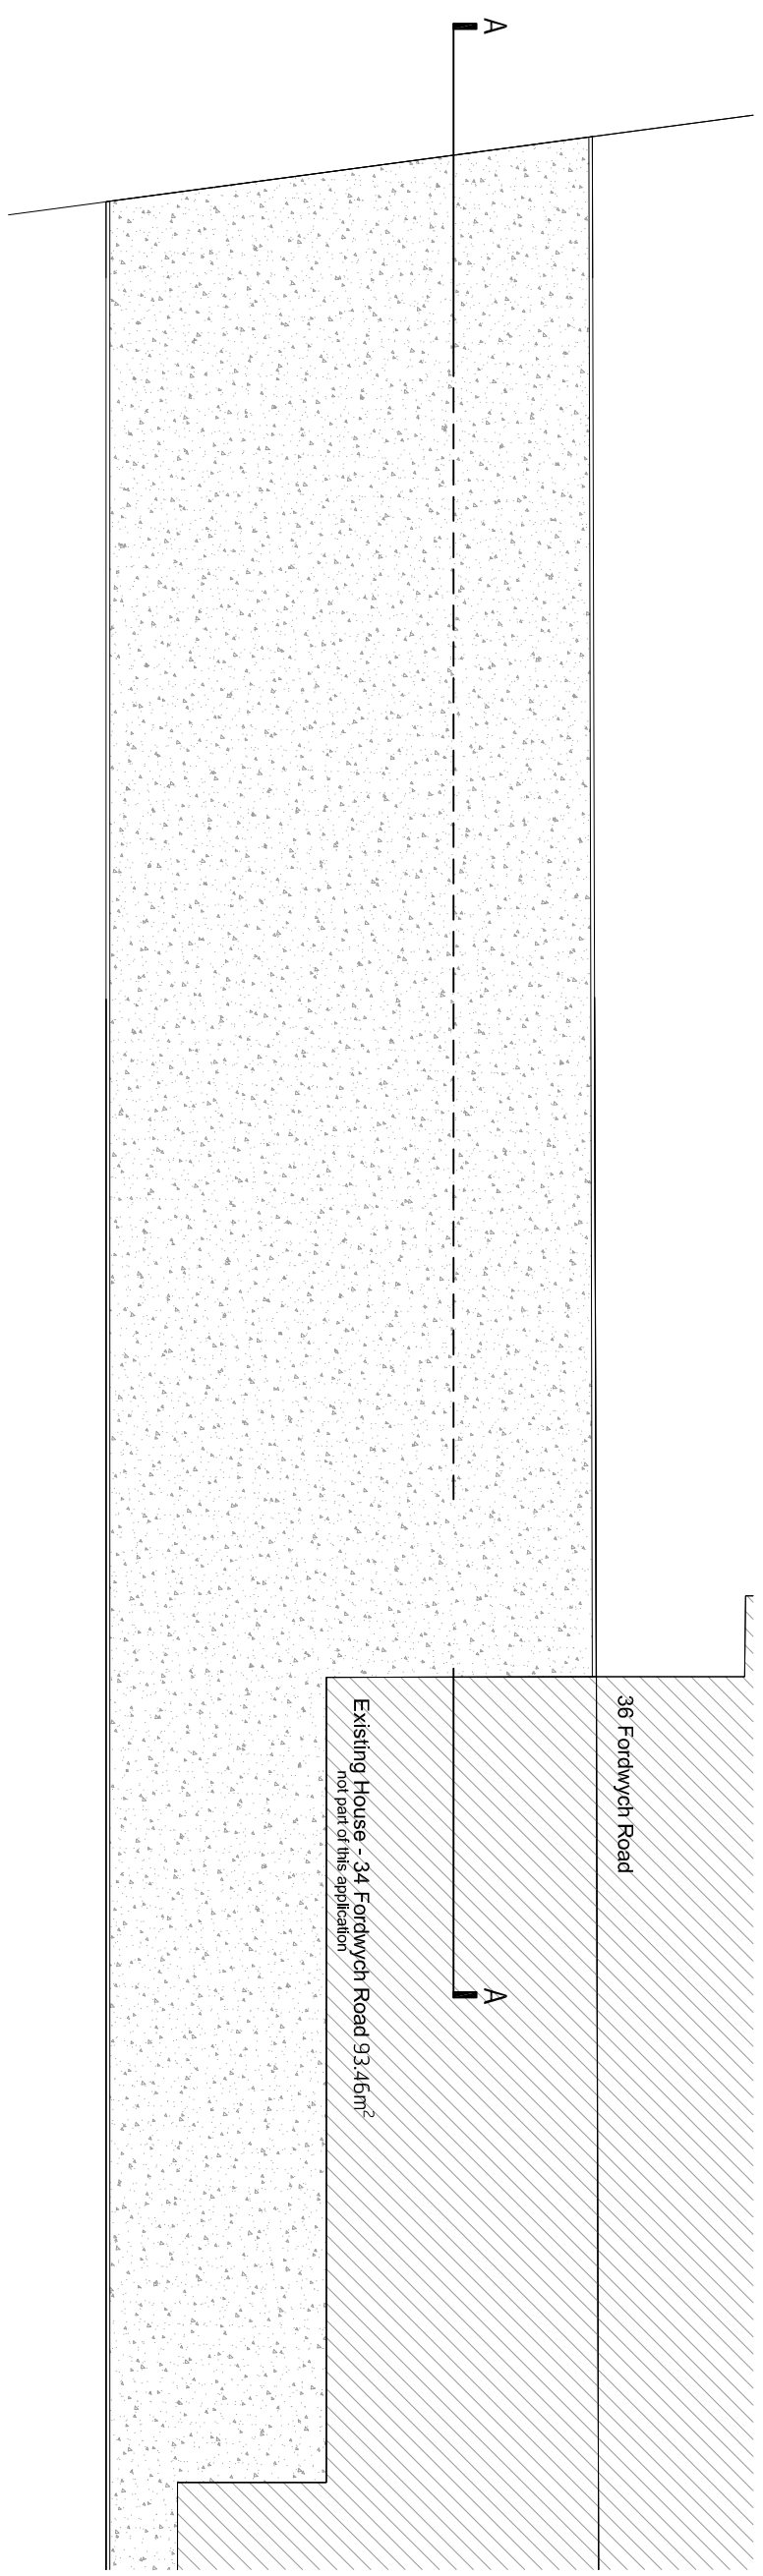 A
36 Fordwych Road
Existing House - 34 Fordwych Road 93.46m²
not part of this application
A